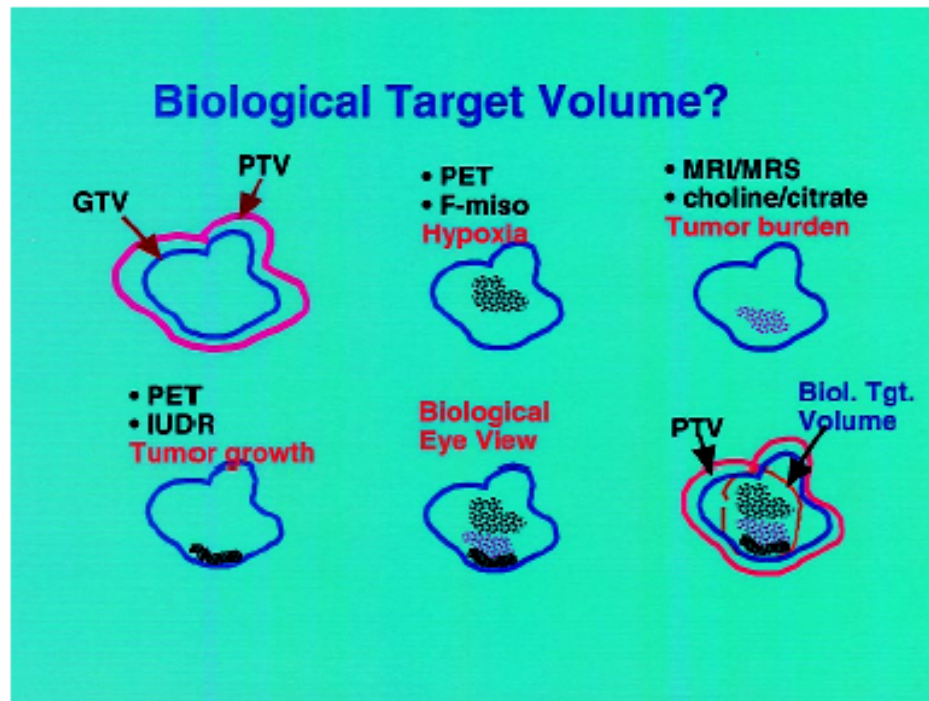 Biological Target Volume?
PTV
GTV
• PET
• F-miso
Hypoxia
• MRI/MRS
• choline/citrate
Tumor burden
• PET
• IUDR
Tumor growth
Biological
Eye View
Biol. Tgt.
Volume
PTV